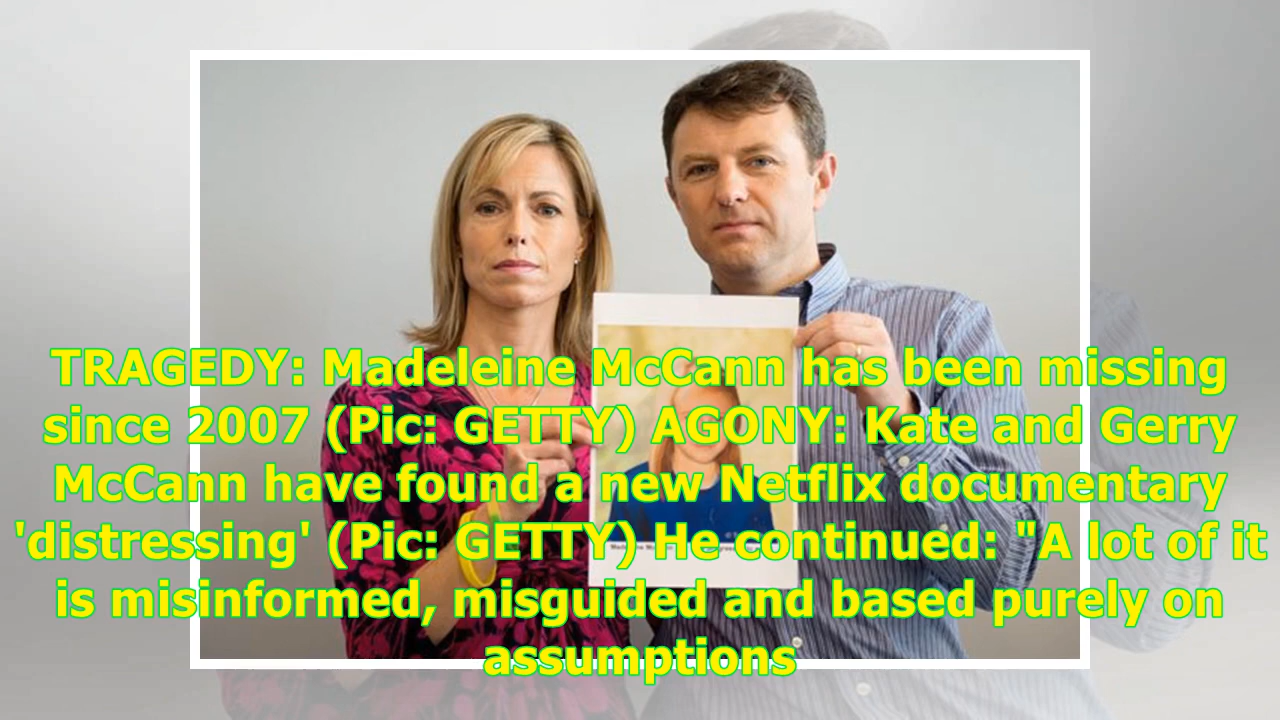 TRAGEDY: Madeleine McCann has been missing
since 2007 (Pic: GETTY) AGONY: Kate and Gerry
McCann have found a new Netflix documentary
'distressing' (Pic: GETTY) He continued: "A lot of it
is misinformed, misguided and based purely on
assumptions